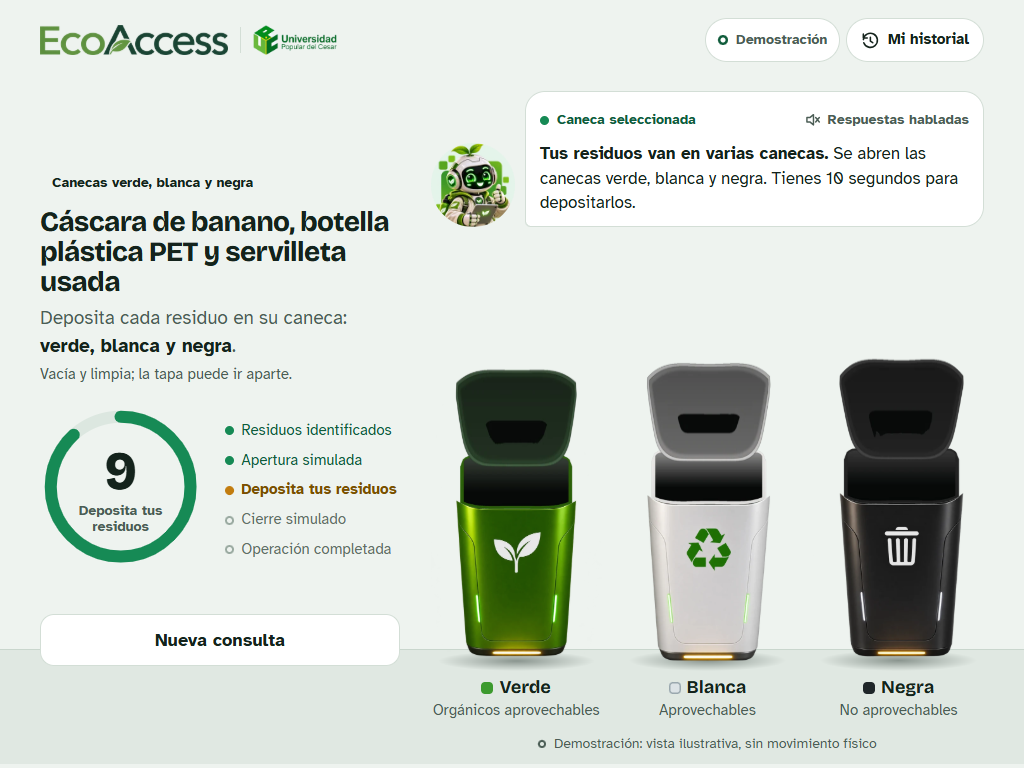 EcoAccess
Universidad
Popular del Cesar
Demostración
Mi historial
Caneca seleccionada
Respuestas habladas
Tus residuos van en varias canecas. Se abren las
canecas verde, blanca y negra. Tienes 10 segundos para
depositarlos.
Canecas verde, blanca y negra
Cáscara de banano, botella
plástica PET y servilleta
usada
Deposita cada residuo en su caneca:
verde, blanca y negra.
Vacía y limpia; la tapa puede ir aparte.
9
Deposita tus
residuos
Residuos identificados
Apertura simulada
Deposita tus residuos
Cierre simulado
Operación completada
Nueva consulta
Verde
Orgánicos aprovechables
Blanca
Aprovechables
Negra
No aprovechables
Demostración: vista ilustrativa, sin movimiento físico